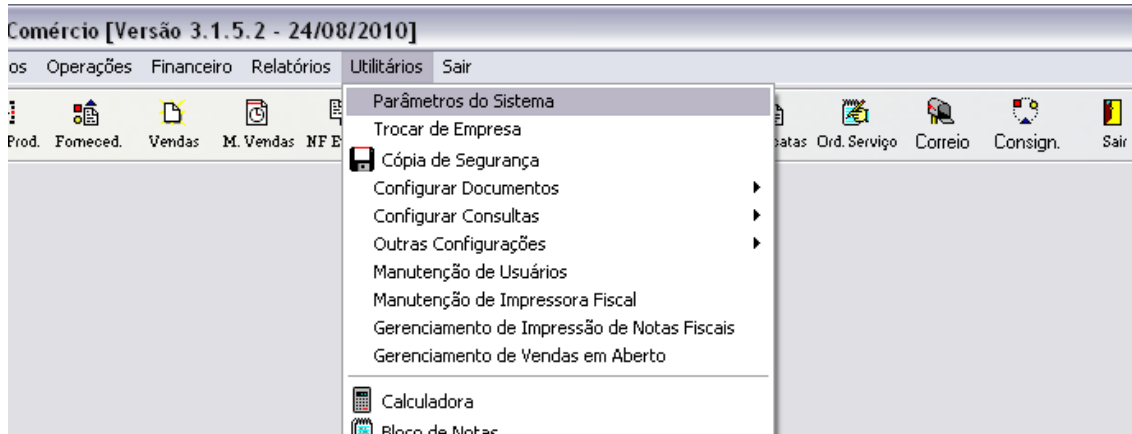 Comércio [Versão 3.1.5.2 - 24/08/2010]
os Operações Financeiro Relatórios Utilitários Sair
Prod. Forneced. Vendas M. Vendas NF E Ord. Serviço Correio Consign. Sair
Parâmetros do Sistema
Trocar de Empresa
Cópia de Segurança
Configurar Documentos
Configurar Consultas
Outras Configurações
Manutenção de Usuários
Manutenção de Impressora Fiscal
Gerenciamento de Impressão de Notas Fiscais
Gerenciamento de Vendas em Aberto
Calculadora
Bloco de Notas